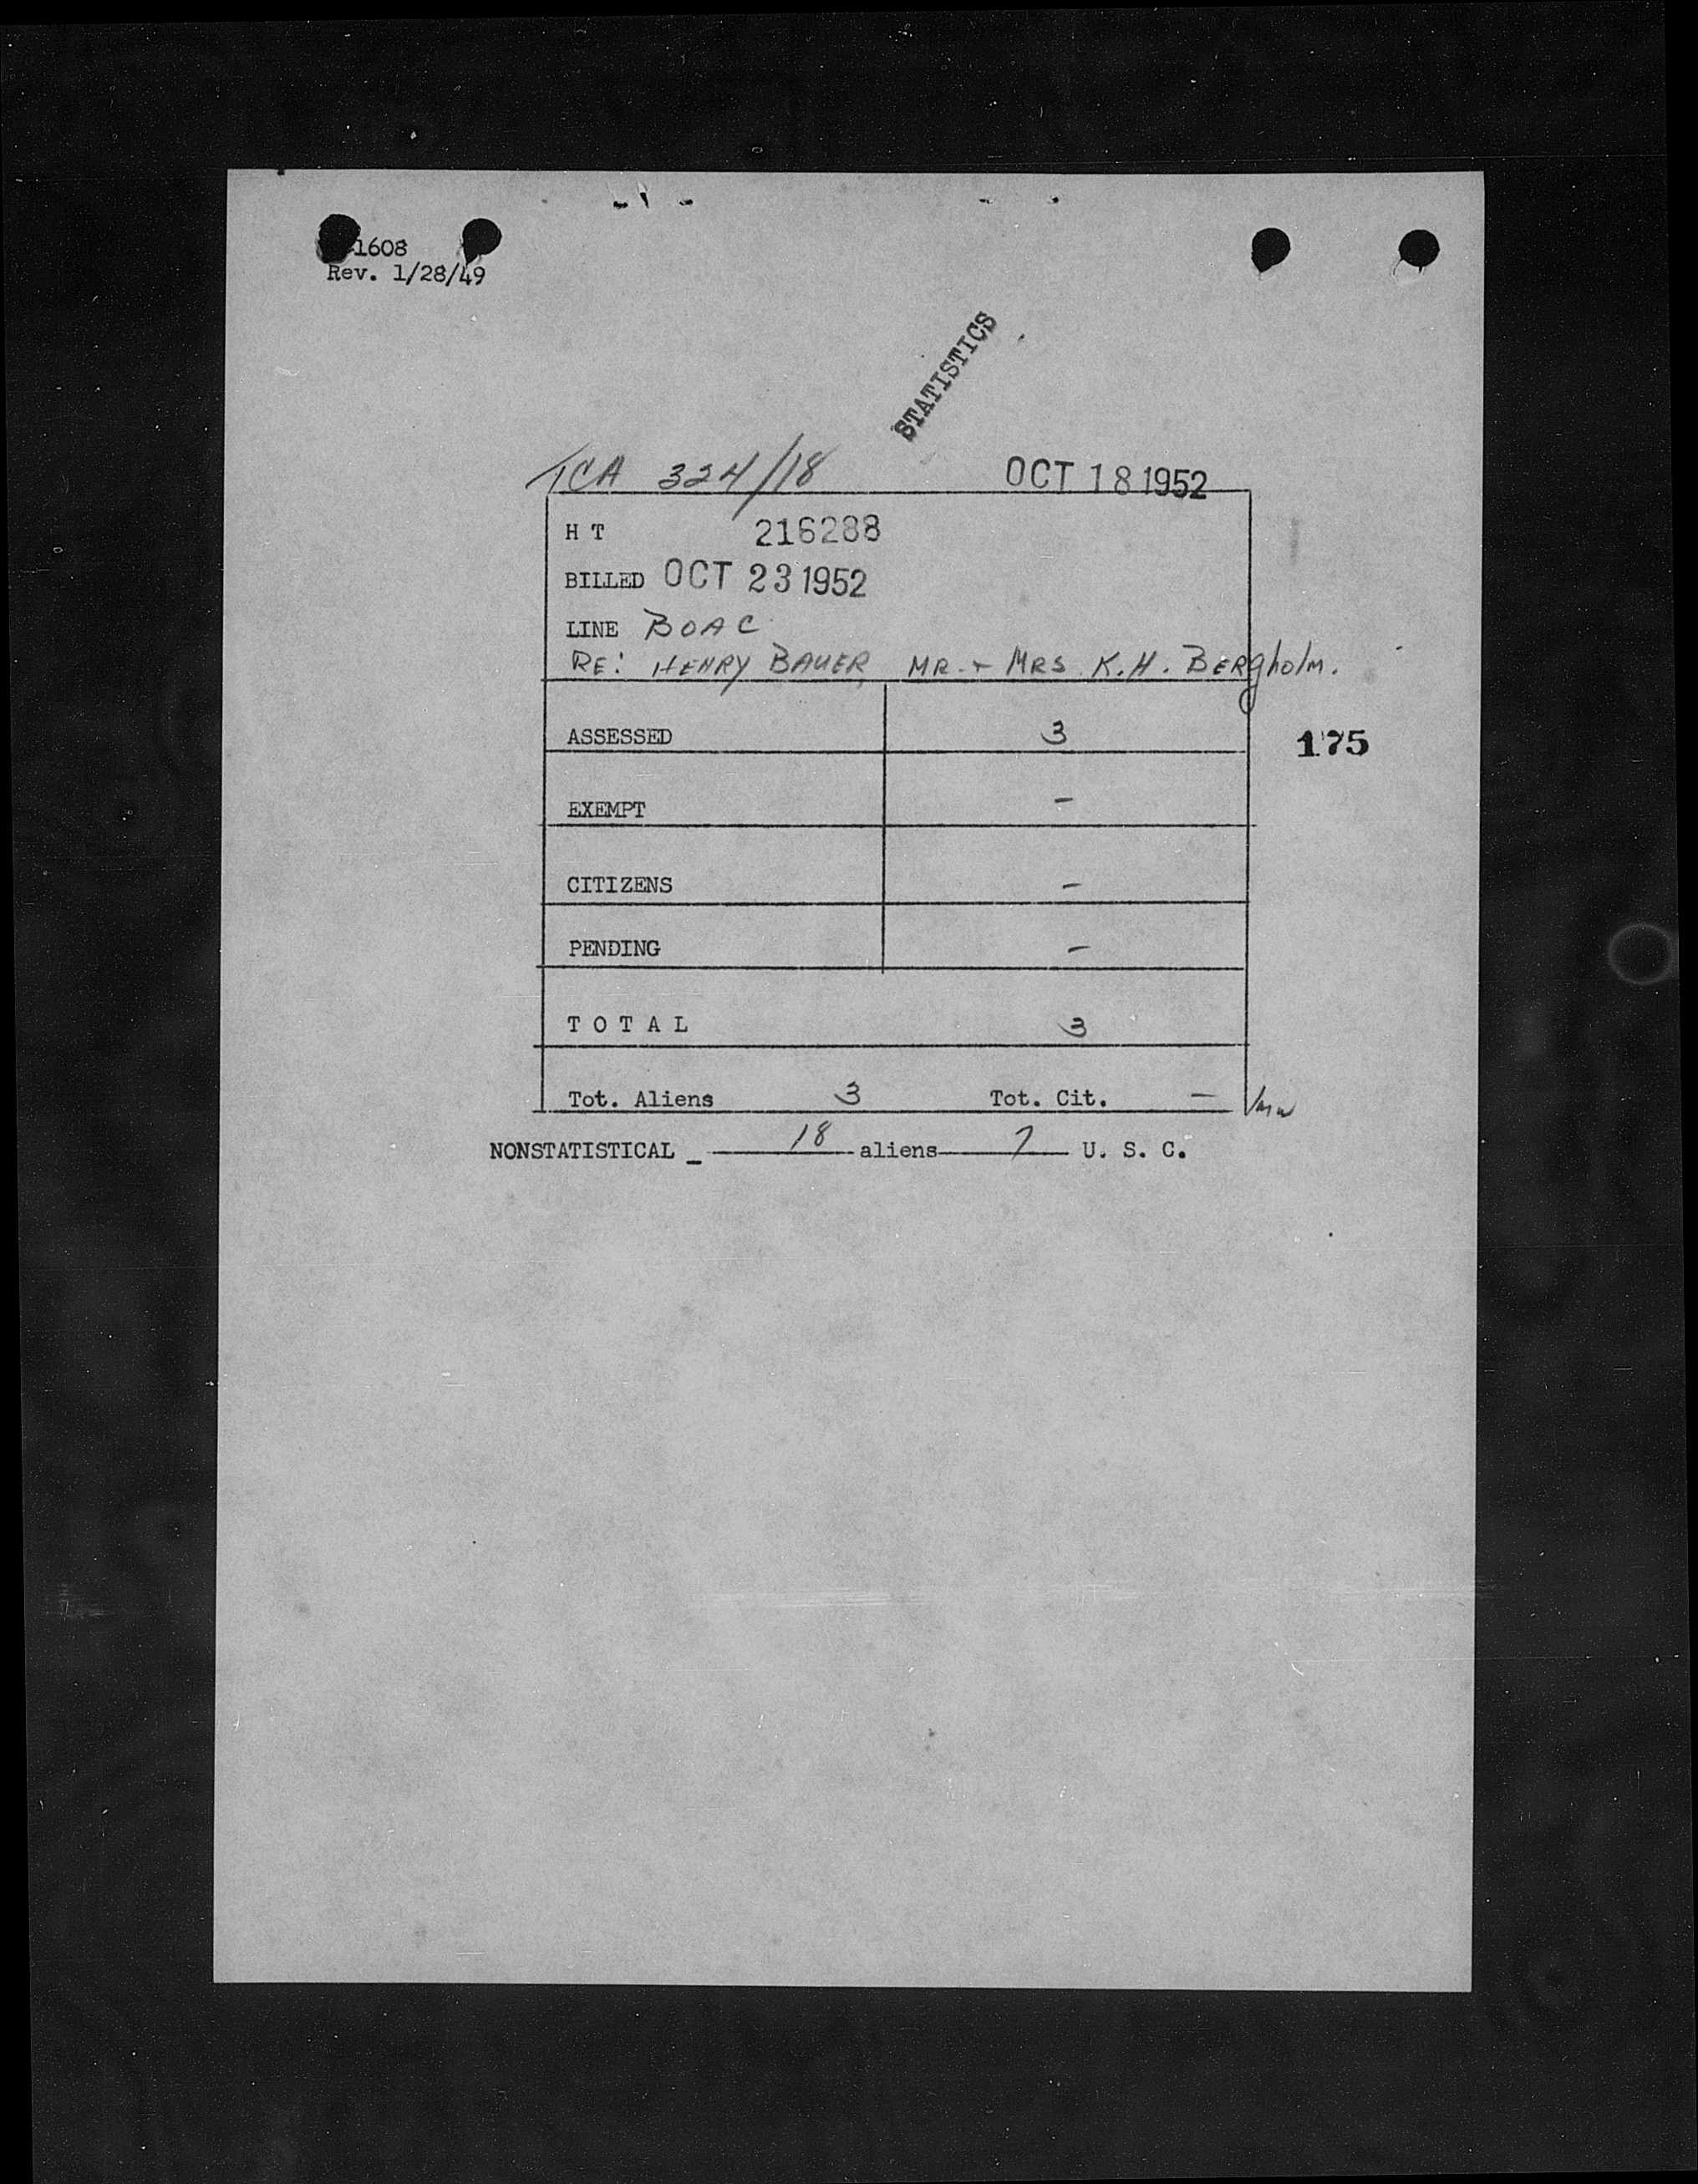 1608
Rev. 1/28/49
STATISTICS
TCA 324/18 OCT 18 1952
H T 216288
BILLED OCT 23 1952
LINE BOAC
RE: HENRY BAUER, MR. + MRS K.H. BERGholm.
ASSESSED 3
175
EXEMPT –
CITIZENS –
PENDING –
T O T A L 3
Tot. Aliens 3 Tot. Cit. –
NONSTATISTICAL _ 18 aliens 7 U. S. C.